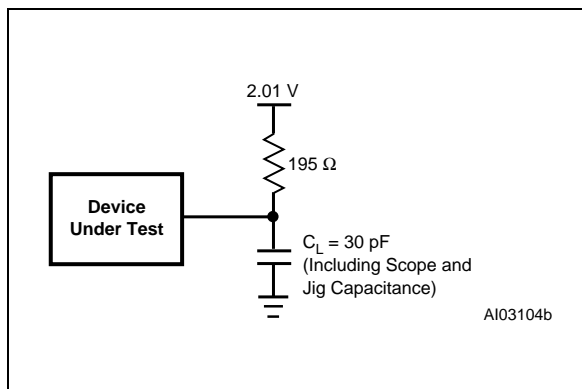 2.01 V
195 Ω
Device
Under Test
C_L = 30 pF
(Including Scope and
Jig Capacitance)
AI03104b